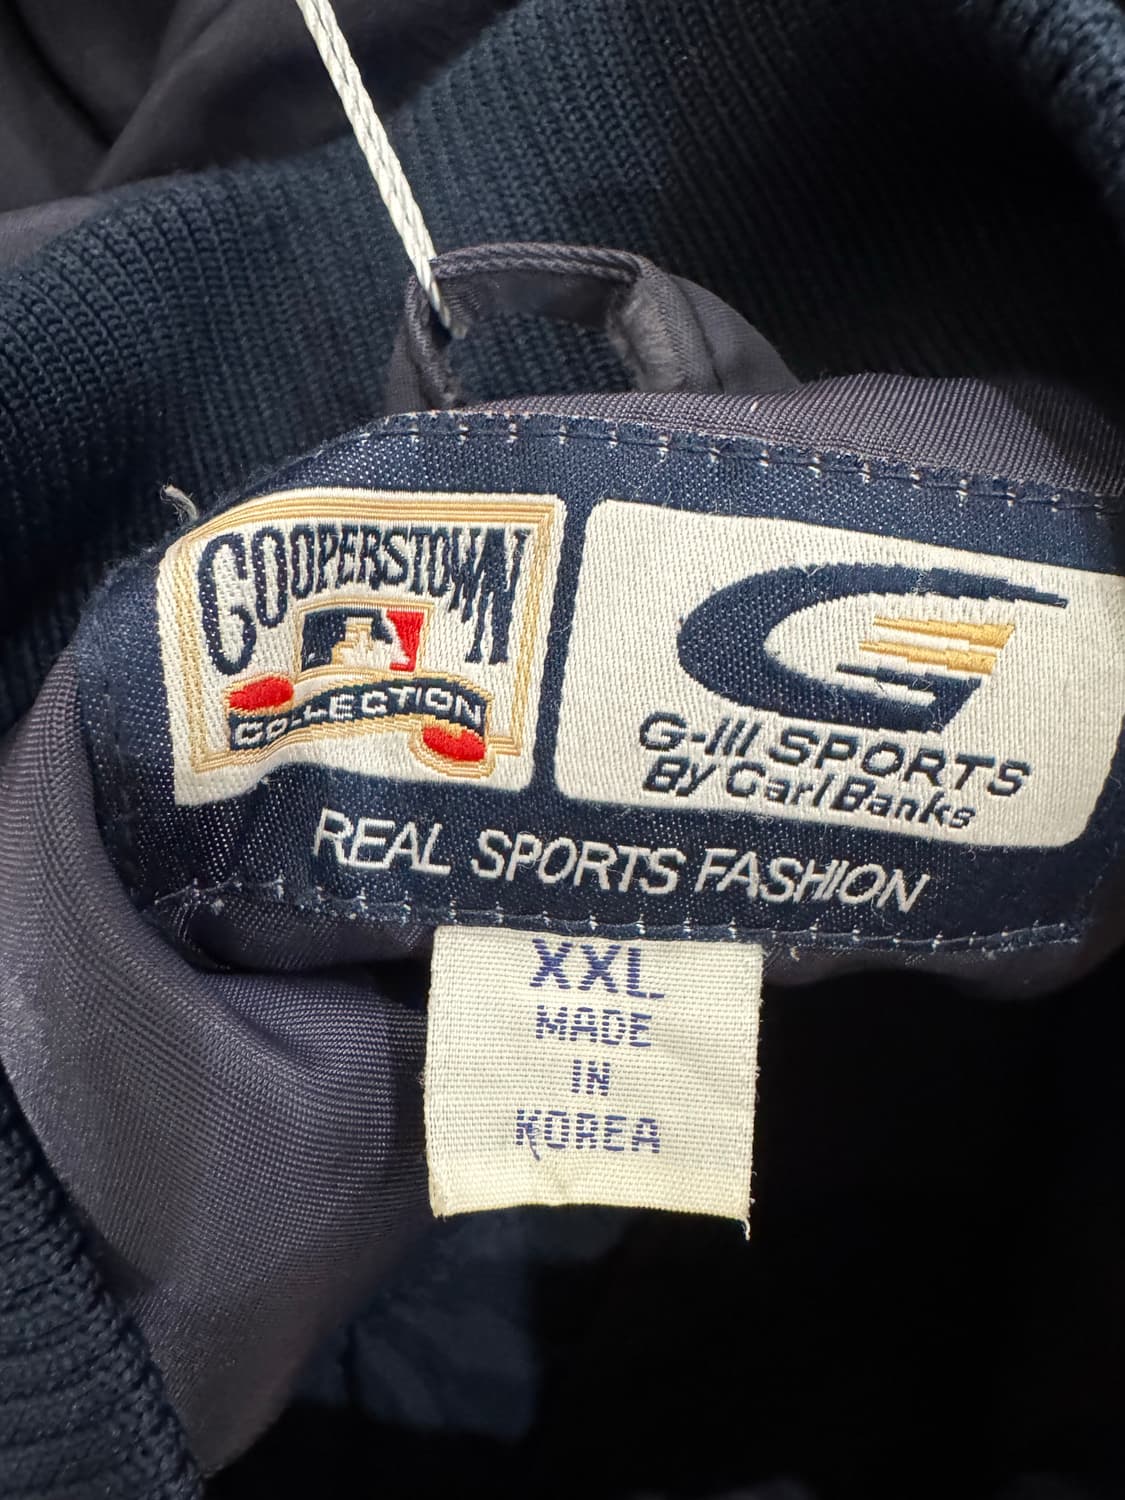 COOPERSTOWN
COLLECTION
G-III SPORTS
By Carl Banks
REAL SPORTS FASHION
XXL
MADE
IN
KOREA